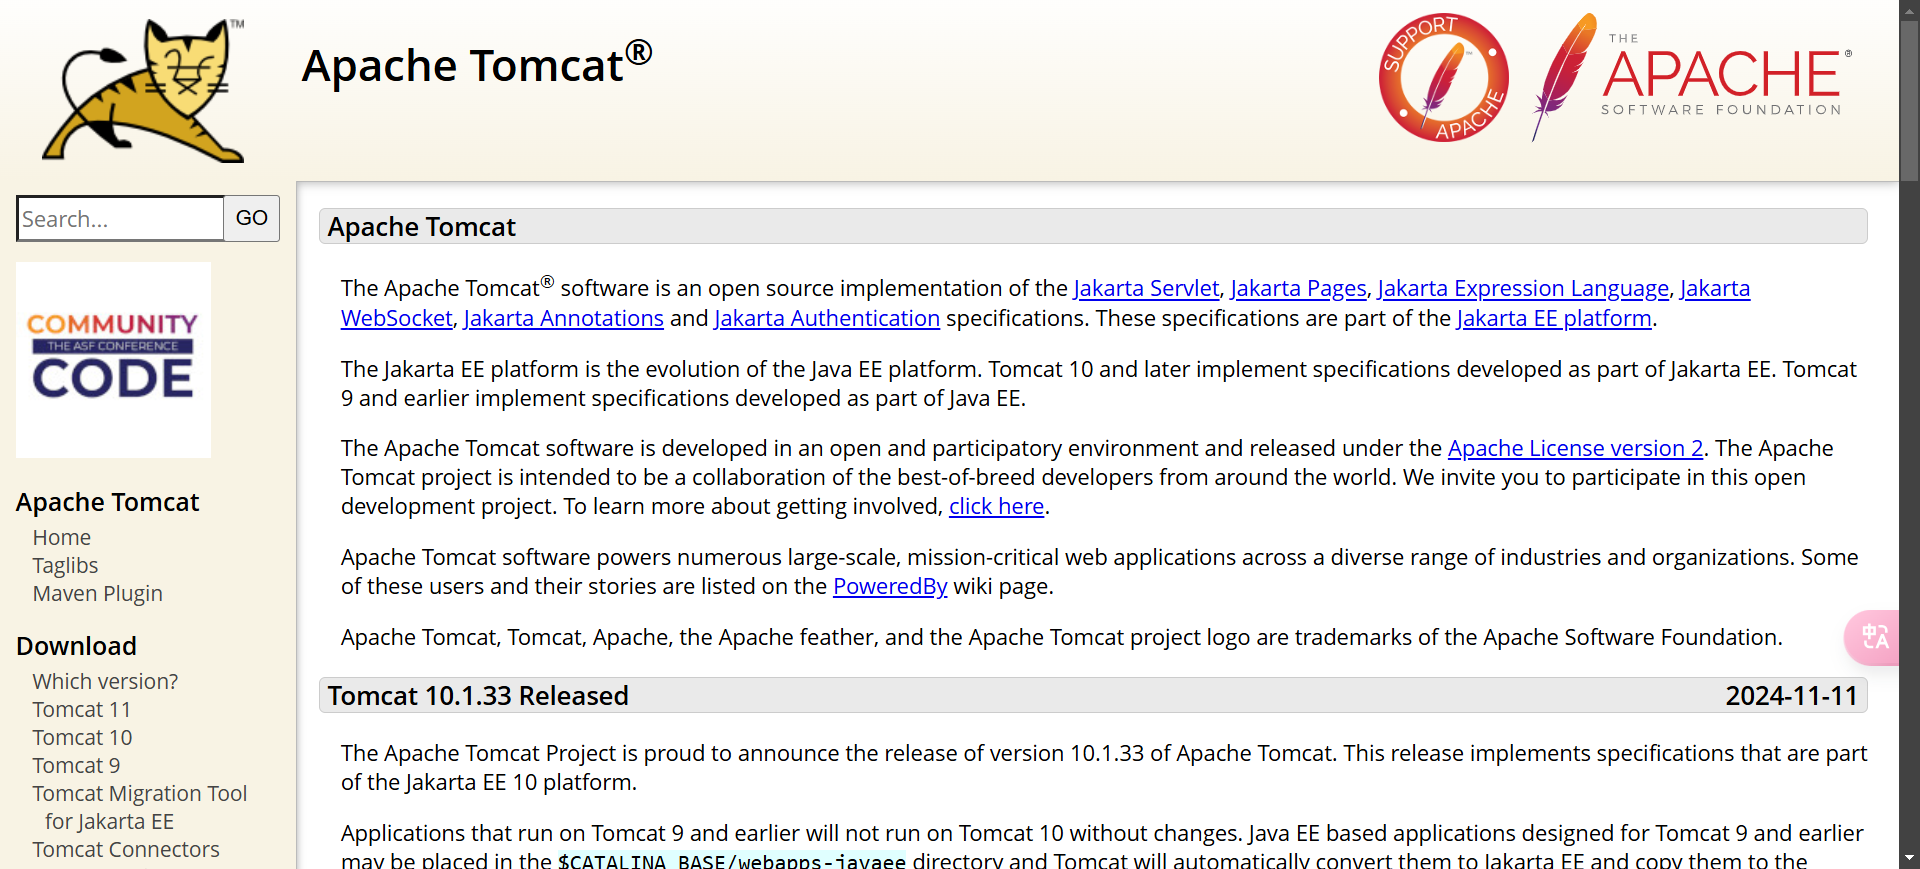 TM
Apache Tomcat®
SUPPORT
APACHE
THE
APACHE®
SOFTWARE FOUNDATION
Search...
GO
COMMUNITY
THE ASF CONFERENCE
CODE
Apache Tomcat
Home
Taglibs
Maven Plugin
Download
Which version?
Tomcat 11
Tomcat 10
Tomcat 9
Tomcat Migration Tool
for Jakarta EE
Tomcat Connectors
Apache Tomcat
The Apache Tomcat® software is an open source implementation of the Jakarta Servlet, Jakarta Pages, Jakarta Expression Language, Jakarta
WebSocket, Jakarta Annotations and Jakarta Authentication specifications. These specifications are part of the Jakarta EE platform.
The Jakarta EE platform is the evolution of the Java EE platform. Tomcat 10 and later implement specifications developed as part of Jakarta EE. Tomcat
9 and earlier implement specifications developed as part of Java EE.
The Apache Tomcat software is developed in an open and participatory environment and released under the Apache License version 2. The Apache
Tomcat project is intended to be a collaboration of the best-of-breed developers from around the world. We invite you to participate in this open
development project. To learn more about getting involved, click here.
Apache Tomcat software powers numerous large-scale, mission-critical web applications across a diverse range of industries and organizations. Some
of these users and their stories are listed on the PoweredBy wiki page.
Apache Tomcat, Tomcat, Apache, the Apache feather, and the Apache Tomcat project logo are trademarks of the Apache Software Foundation.
中A
Tomcat 10.1.33 Released 2024-11-11
The Apache Tomcat Project is proud to announce the release of version 10.1.33 of Apache Tomcat. This release implements specifications that are part
of the Jakarta EE 10 platform.
Applications that run on Tomcat 9 and earlier will not run on Tomcat 10 without changes. Java EE based applications designed for Tomcat 9 and earlier
may be placed in the $CATALINA_BASE/webapps-javaee directory and Tomcat will automatically convert them to Jakarta EE and copy them to the